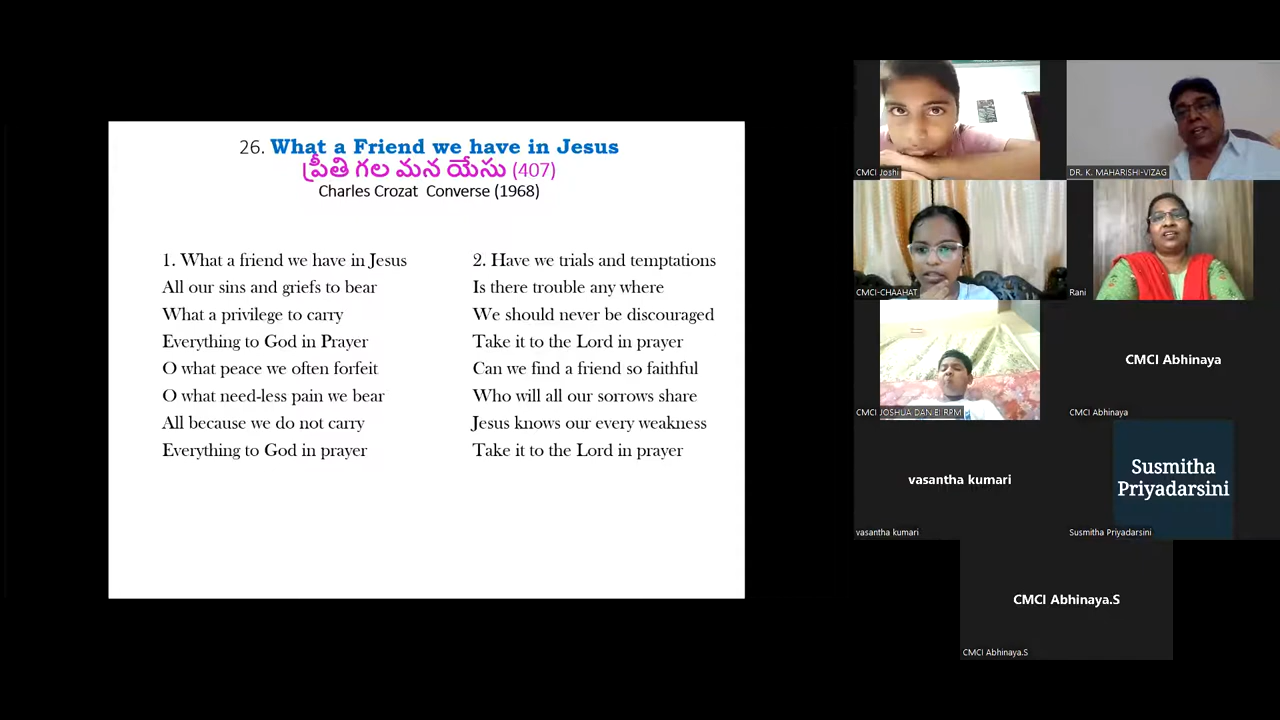 26. What a Friend we have in Jesus
ప్రీతి గల మన యేసు (407)
Charles Crozat Converse (1968)
1. What a friend we have in Jesus
All our sins and griefs to bear
What a privilege to carry
Everything to God in Prayer
O what peace we often forfeit
O what need-less pain we bear
All because we do not carry
Everything to God in prayer
2. Have we trials and temptations
Is there trouble any where
We should never be discouraged
Take it to the Lord in prayer
Can we find a friend so faithful
Who will all our sorrows share
Jesus knows our every weakness
Take it to the Lord in prayer
CMCI Joshi
DR. K. MAHARISHI-VIZAG
CMCI-CHAAHAT
Rani
CMCI JOSHUA DANIEL RPM
CMCI Abhinaya
CMCI Abhinaya
vasantha kumari
vasantha kumari
Susmitha
Priyadarsini
Susmitha Priyadarsini
CMCI Abhinaya.S
CMCI Abhinaya.S